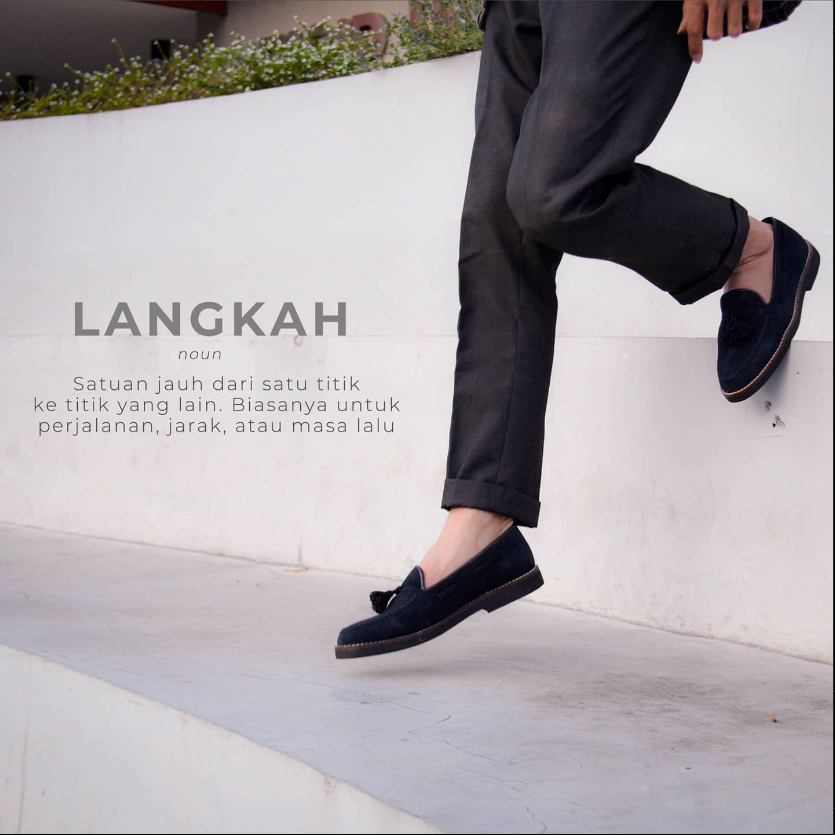 LANGKAH
noun
Satuan jauh dari satu titik
ke titik yang lain. Biasanya untuk
perjalanan, jarak, atau masa lalu